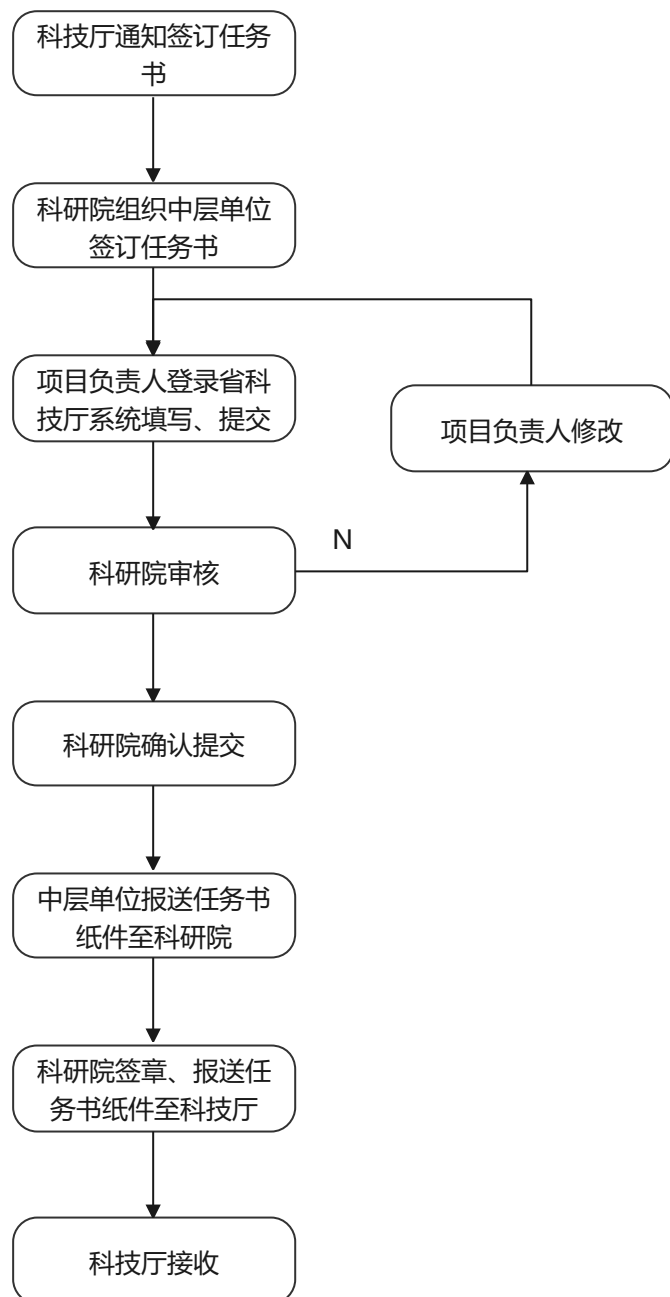 科技厅通知签订任务
书
科研院组织中层单位
签订任务书
项目负责人登录省科
技厅系统填写、提交
项目负责人修改
科研院审核
N
科研院确认提交
中层单位报送任务书
纸件至科研院
科研院签章、报送任
务书纸件至科技厅
科技厅接收